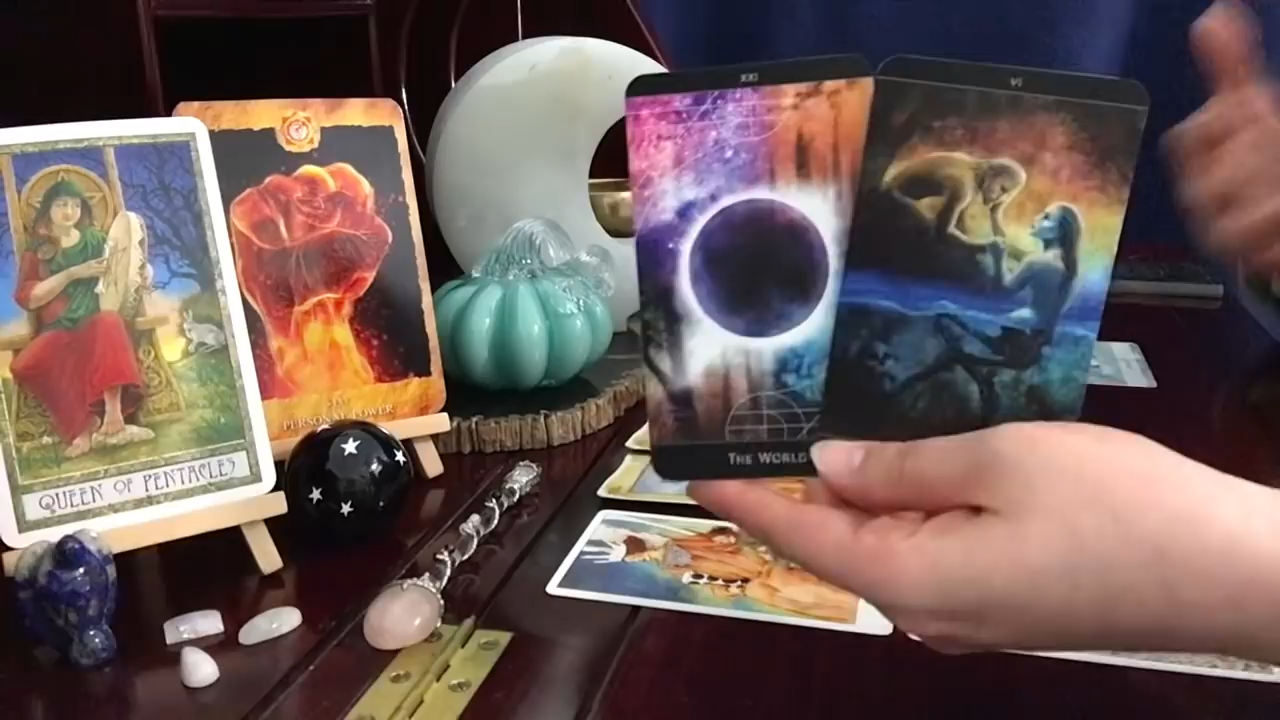 QUEEN OF PENTACLES
PERSONAL POWER
XXI
THE WORLD
VI